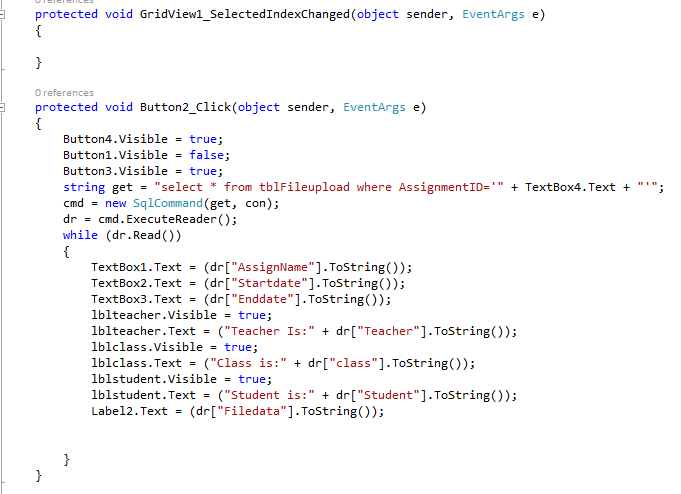 0 references
protected void GridView1_SelectedIndexChanged(object sender, EventArgs e)
{
}
0 references
protected void Button2_Click(object sender, EventArgs e)
{
Button4.Visible = true;
Button1.Visible = false;
Button3.Visible = true;
string get = "select * from tblFileupload where AssignmentID='" + TextBox4.Text + "'";
cmd = new SqlCommand(get, con);
dr = cmd.ExecuteReader();
while (dr.Read())
{
TextBox1.Text = (dr["AssignName"].ToString());
TextBox2.Text = (dr["Startdate"].ToString());
TextBox3.Text = (dr["Enddate"].ToString());
lblteacher.Visible = true;
lblteacher.Text = ("Teacher Is:" + dr["Teacher"].ToString());
lblclass.Visible = true;
lblclass.Text = ("Class is:" + dr["class"].ToString());
lblstudent.Visible = true;
lblstudent.Text = ("Student is:" + dr["Student"].ToString());
Label2.Text = (dr["Filedata"].ToString());
}
}